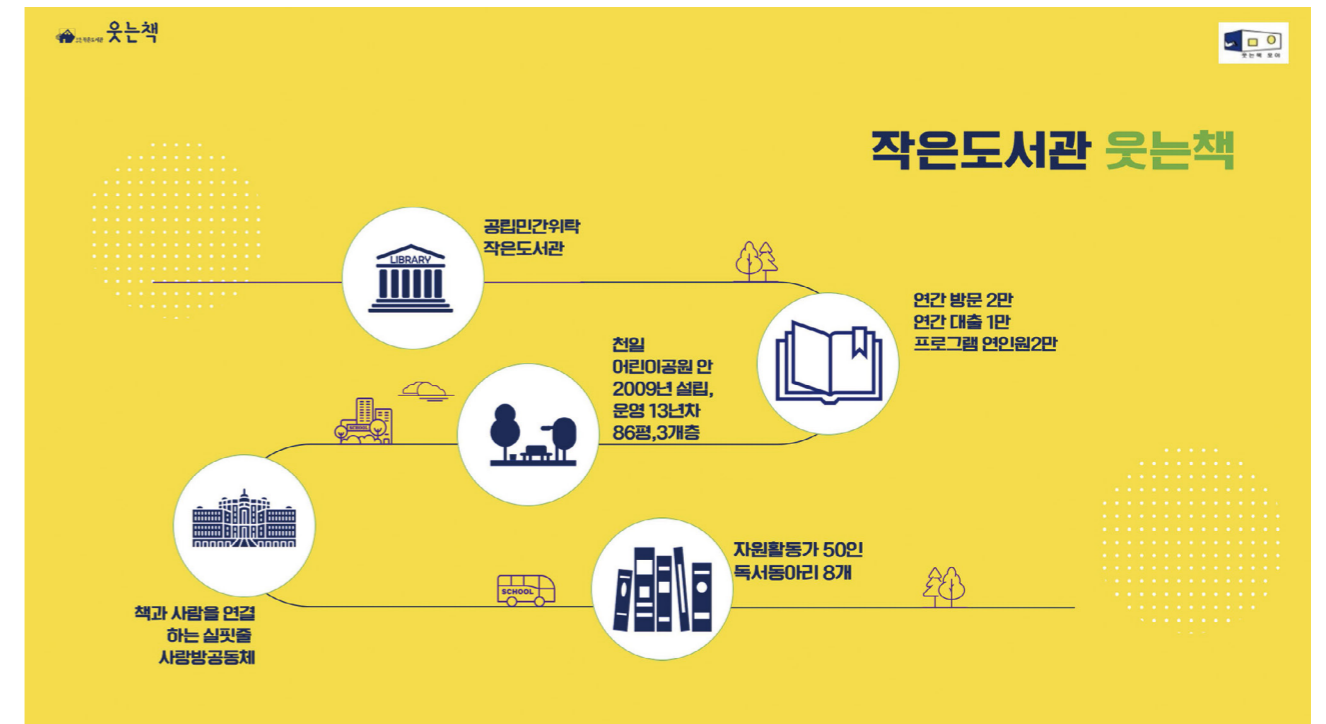 웃는책
작은도서관 웃는책
LIBRARY
공립민간위탁
작은도서관
연간 방문 2만
연간 대출 1만
프로그램 연인원2만
천일
어린이공원 안
2009년 설립,
운영 13년차
86평,3개층
SCHOOL
책과 사람을 연결
하는 실핏줄
사랑방공동체
SCHOOL
자원활동가 50인
독서동아리 8개